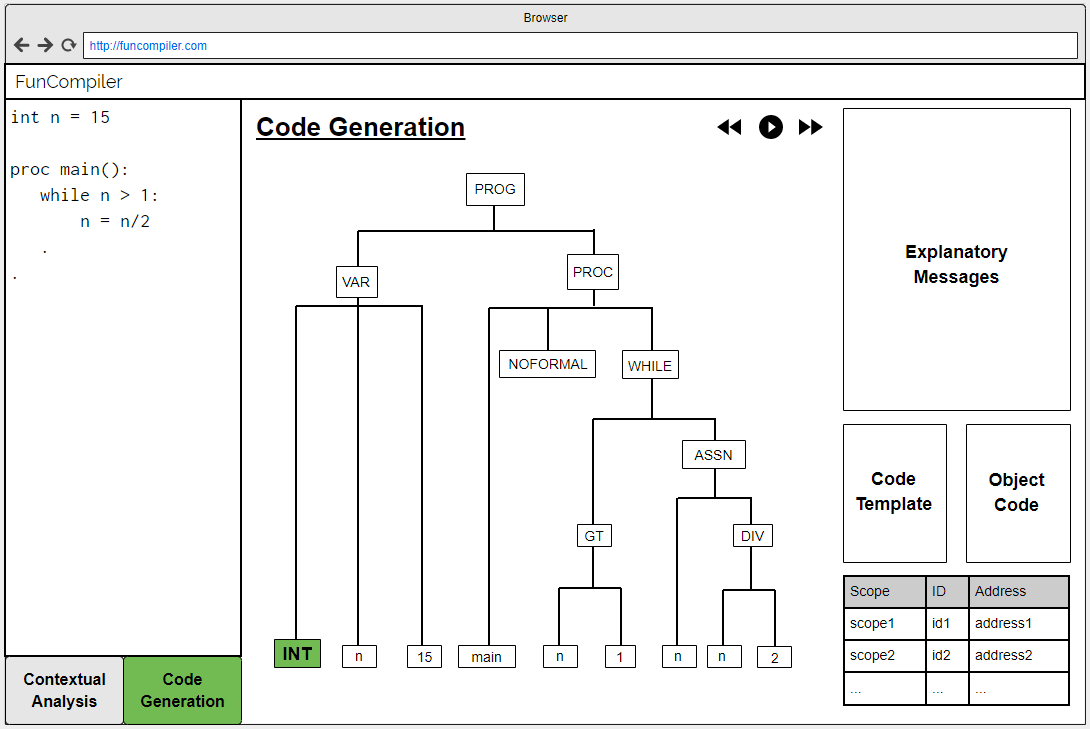 Browser
http://funcompiler.com
FunCompiler
int n = 15
proc main():
while n > 1:
n = n/2
.
.
Contextual
Analysis
Code
Generation
Code Generation
PROG
VAR
PROC
NOFORMAL
WHILE
ASSN
GT
DIV
INT
n
15
main
n
1
n
n
2
Explanatory
Messages
Code
Template
Object
Code
Scope ID Address
scope1 id1 address1
scope2 id2 address2
... ... ...